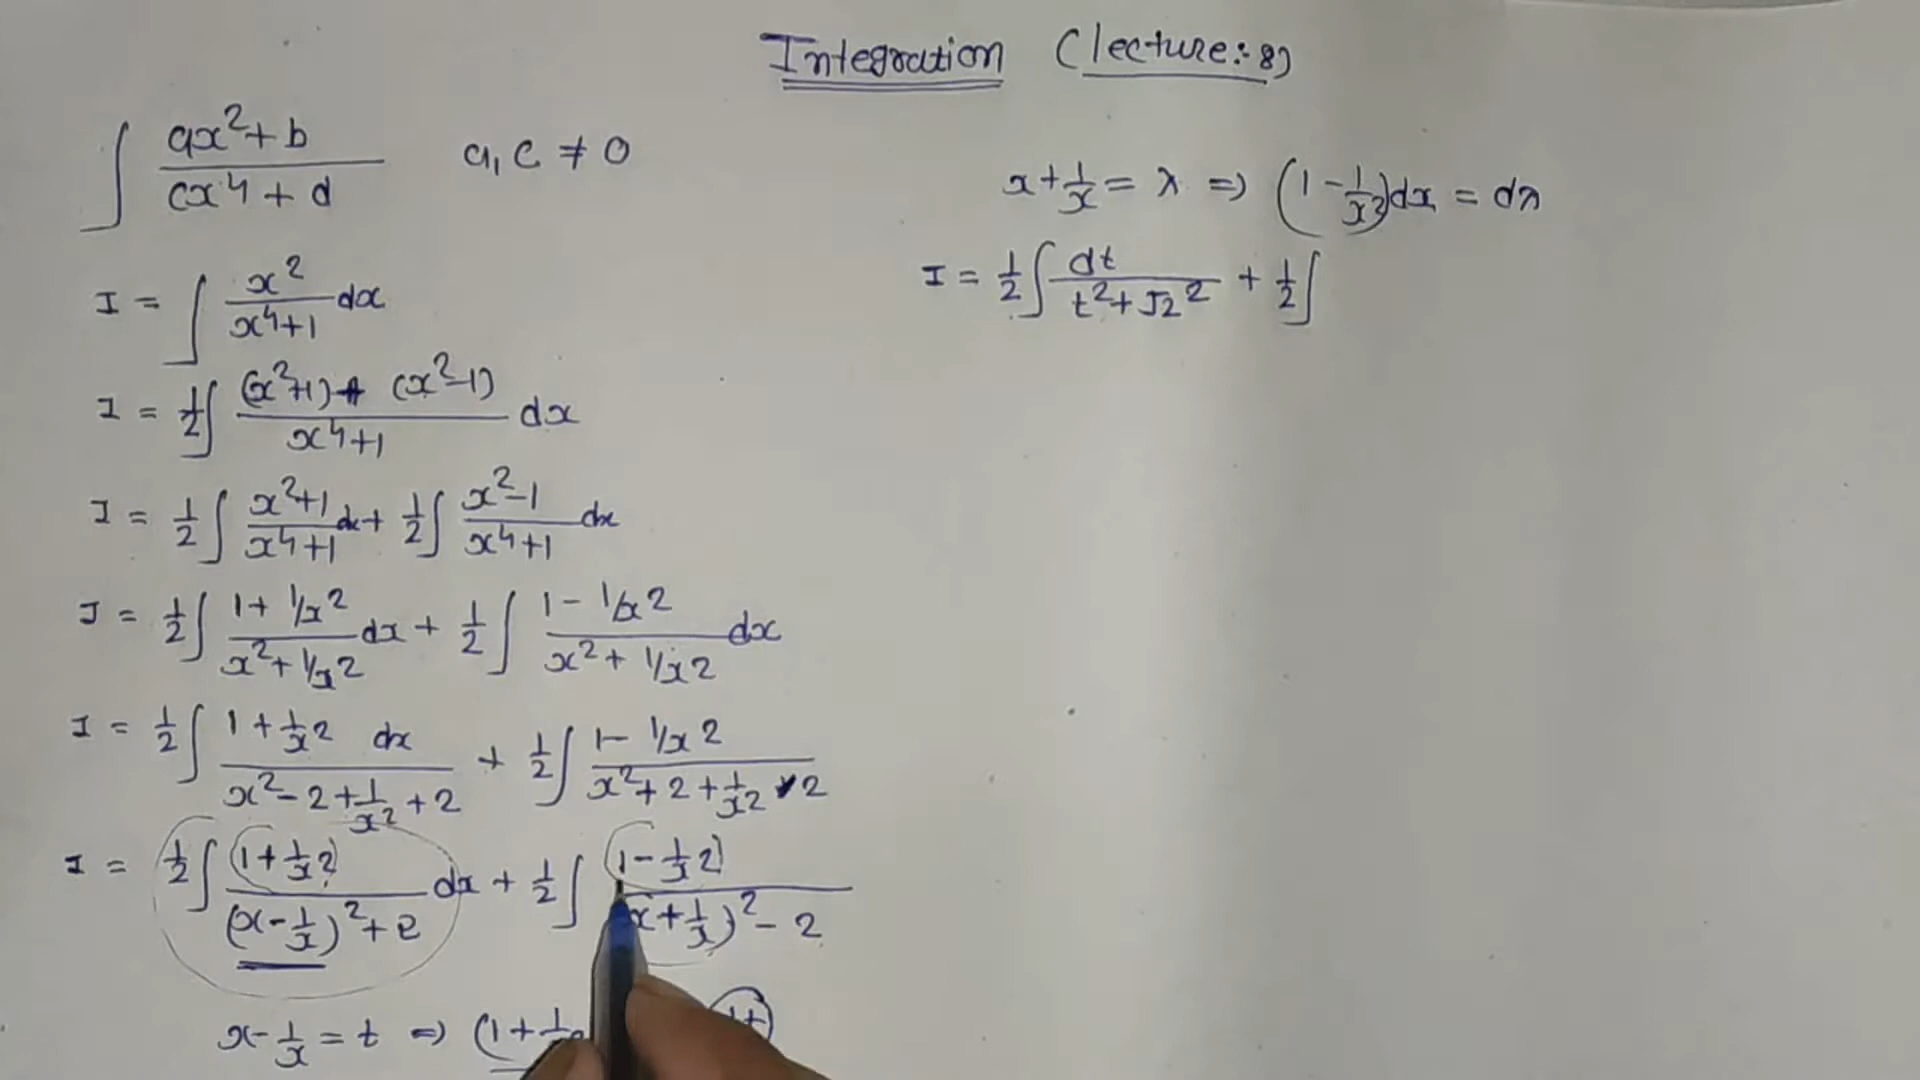 Integration (lecture:-8)
∫ ax²+b / cx⁴+d a, c ≠ 0
I = ∫ x² / x⁴+1 dx
I = 1/2 ∫ (x²+1) + (x²-1) / x⁴+1 dx
I = 1/2 ∫ x²+1 / x⁴+1 dx + 1/2 ∫ x²-1 / x⁴+1 dx
I = 1/2 ∫ 1+1/x² / x²+1/x² dx + 1/2 ∫ 1-1/x² / x²+1/x² dx
I = 1/2 ∫ 1+1/x² dx / x²-2+1/x²+2 + 1/2 ∫ 1-1/x² / x²+2+1/x²-2
I = 1/2 ∫ (1+1/x²) / (x-1/x)²+2 dx + 1/2 ∫ (1-1/x²) / (x+1/x)²-2
x-1/x = t ⇒ (1+1/
x+1/x = λ ⇒ (1-1/x²)dx = dλ
I = 1/2 ∫ dt / t²+√2² + 1/2 ∫